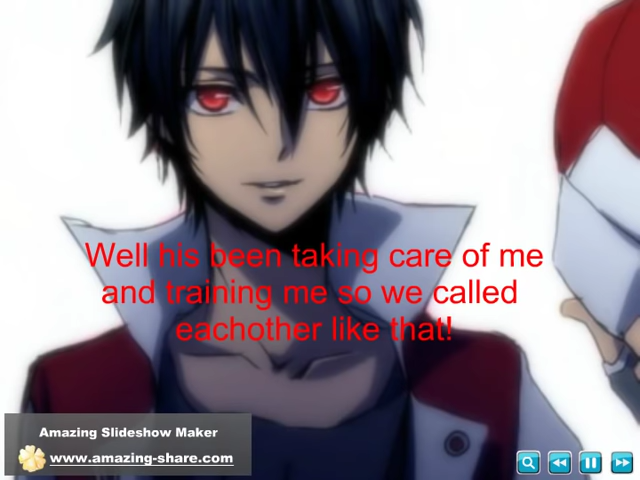 Well his been taking care of me
and training me so we called
eachother like that!
Amazing Slideshow Maker
www.amazing-share.com